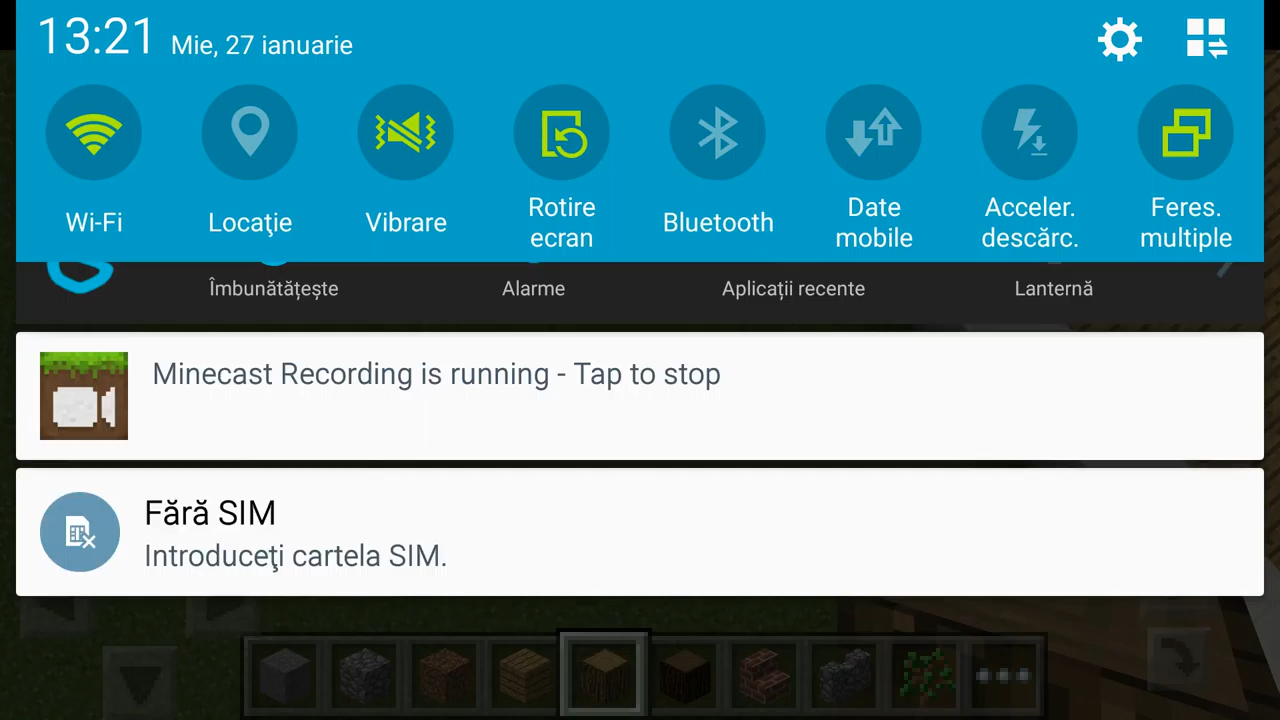 13:21 Mie, 27 ianuarie
Wi-Fi
Locaţie
Vibrare
Rotire
ecran
Bluetooth
Date
mobile
Acceler.
descărc.
Feres.
multiple
Îmbunătățește
Alarme
Aplicații recente
Lanternă
Minecast Recording is running - Tap to stop
Fără SIM
Introduceţi cartela SIM.